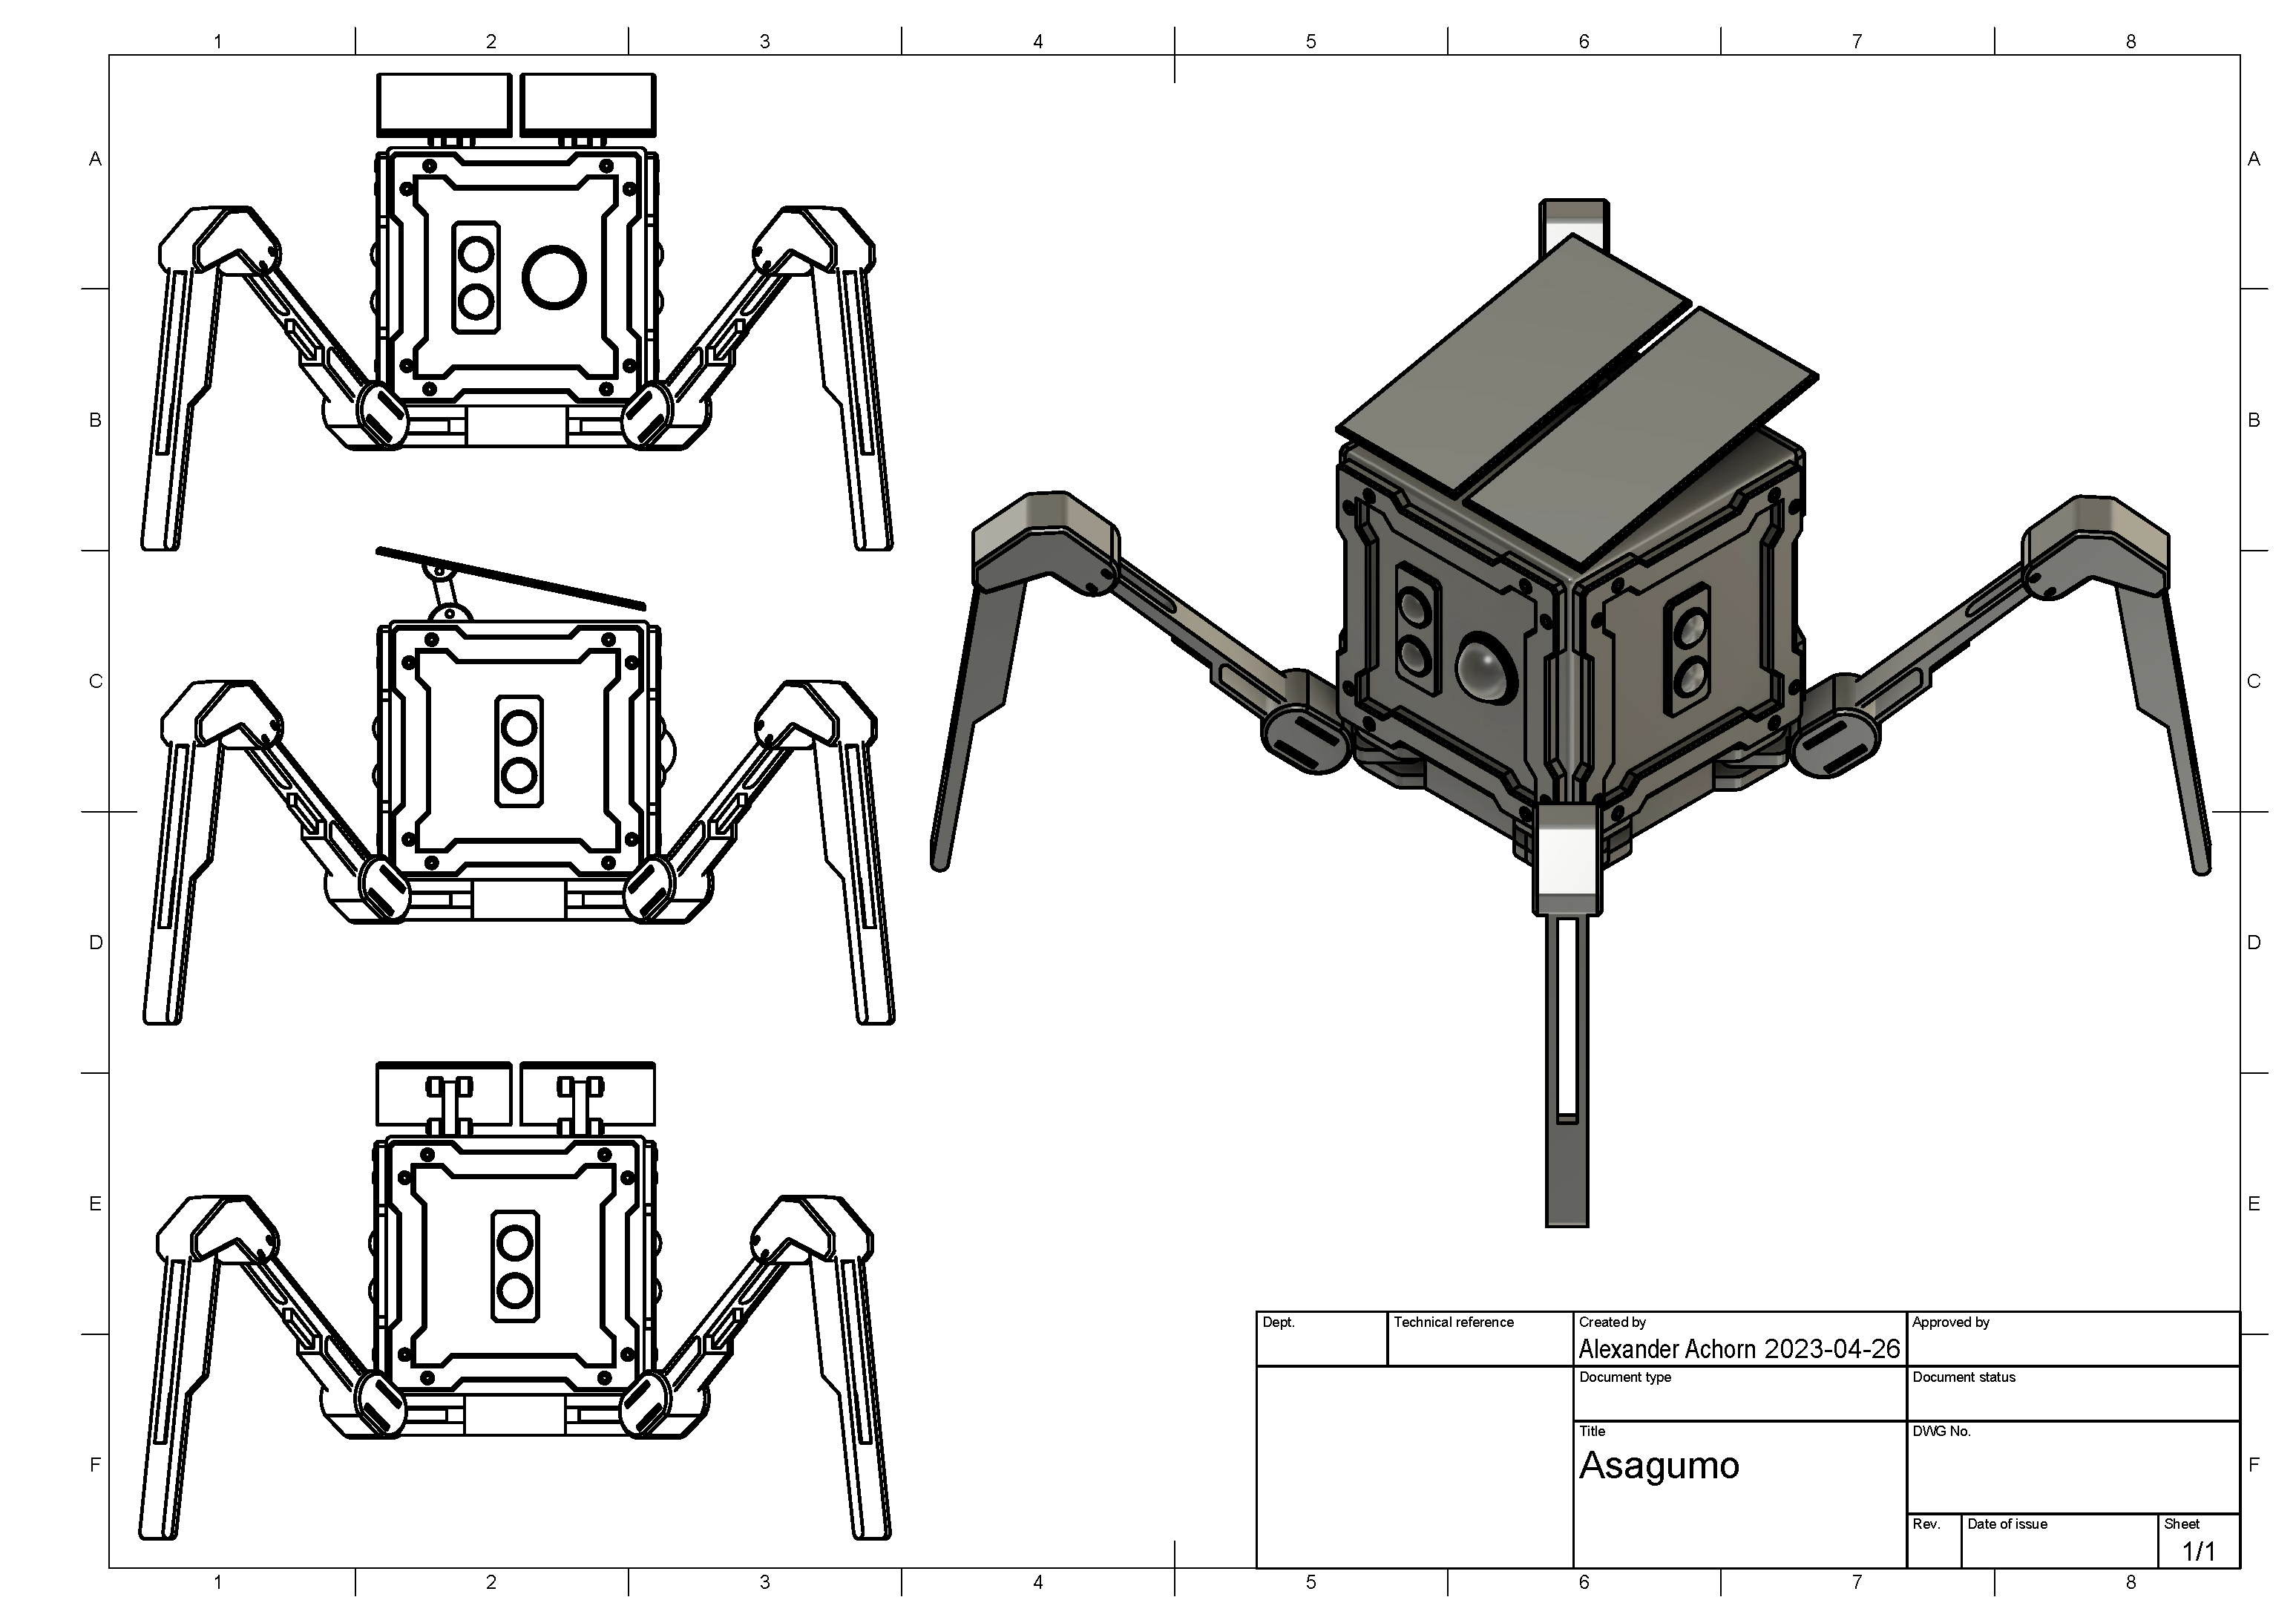 1 2 3 4 5 6 7 8
A A
B B
C C
D D
E E
F F
Dept. Technical reference Created by Approved by
Alexander Achorn 2023-04-26
Document type Document status
Title DWG No.
Asagumo
Rev. Date of issue Sheet
1/1
1 2 3 4 5 6 7 8